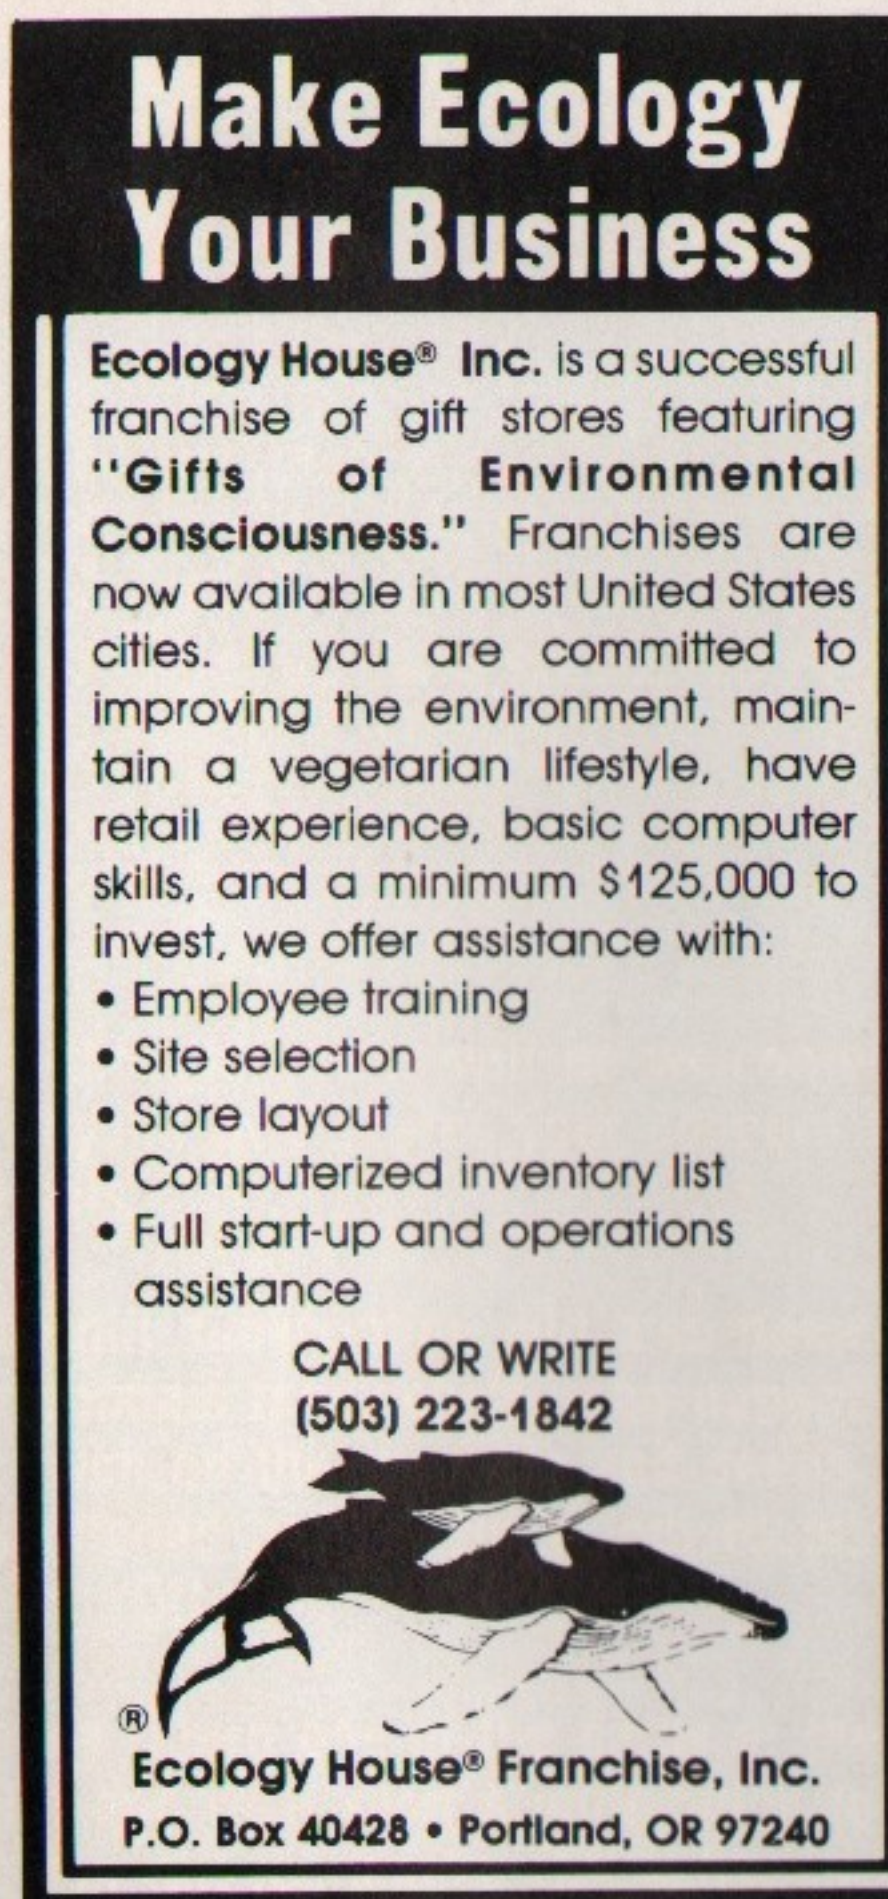 Make Ecology
Your Business
Ecology House® Inc. is a successful
franchise of gift stores featuring
"Gifts of Environmental
Consciousness." Franchises are
now available in most United States
cities. If you are committed to
improving the environment, main-
tain a vegetarian lifestyle, have
retail experience, basic computer
skills, and a minimum $125,000 to
invest, we offer assistance with:
• Employee training
• Site selection
• Store layout
• Computerized inventory list
• Full start-up and operations
assistance
CALL OR WRITE
(503) 223-1842
®
Ecology House® Franchise, Inc.
P.O. Box 40428 • Portland, OR 97240